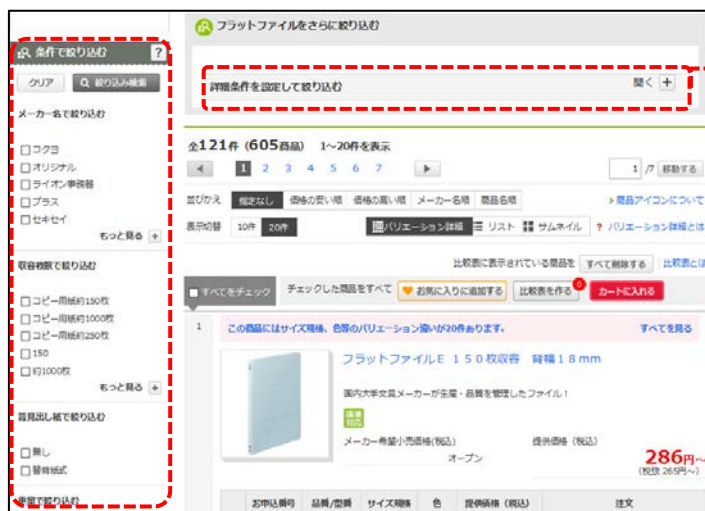 フラットファイルをさらに絞り込む
条件で絞り込む ?
クリア 絞り込み検索
メーカー名で絞り込む
コクヨ
オリジナル
ライオン事務器
プラス
セキセイ
もっと見る +
収容枚数で絞り込む
コピー用紙約150枚
コピー用紙約1000枚
コピー用紙約250枚
150
約1000枚
もっと見る +
背見出し紙で絞り込む
無し
替背紙式
重量で絞り込む
詳細条件を設定して絞り込む 開く +
全121件 (605商品) 1～20件を表示
1 2 3 4 5 6 7 1 /7 移動する
並びかえ 指定なし 価格の安い順 価格の高い順 メーカー名順 商品名順 商品アイコンについて
表示切替 10件 20件 バリエーション詳細 リスト サムネイル ? バリエーション詳細とは
比較表に表示されている商品を すべて削除する 比較表とは
すべてをチェック チェックした商品をすべて お気に入りに追加する 比較表を作る 0 カートに入れる
1 この商品にはサイズ規格、色等のバリエーション違いが20件あります。 すべてを見る
フラットファイルE 150枚収容 背幅18mm
国内大手文具メーカーが生産・品質を管理したファイル！
メーカー希望小売価格(税込) 提供価格 (税込)
オープン 286円～
(税抜 265円～)
お申込番号 品番/型番 サイズ規格 色 提供価格 (税込) 注文